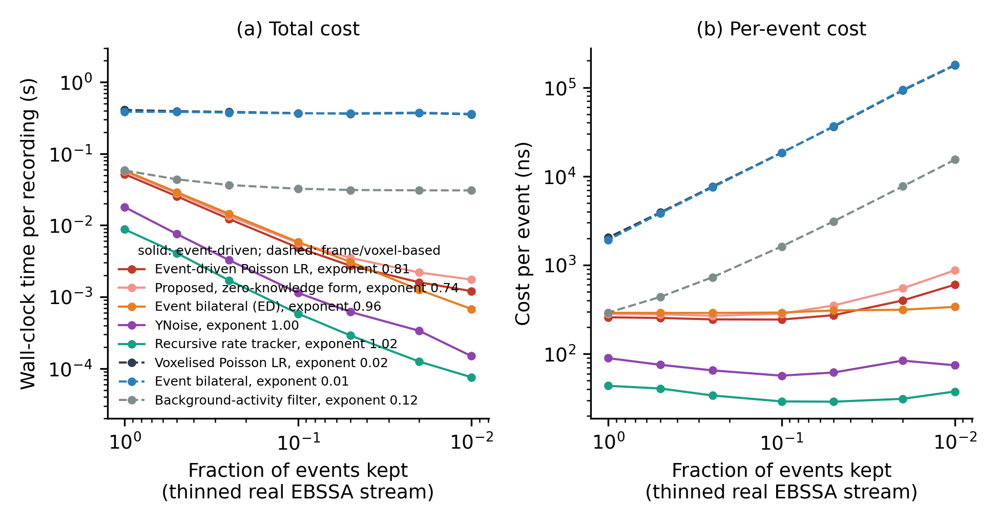 (a) Total cost
(b) Per-event cost
Wall-clock time per recording (s)
10^0
10^−1
10^−2
10^−3
10^−4
solid: event-driven; dashed: frame/voxel-based
Event-driven Poisson LR, exponent 0.81
Proposed, zero-knowledge form, exponent 0.74
Event bilateral (ED), exponent 0.96
YNoise, exponent 1.00
Recursive rate tracker, exponent 1.02
Voxelised Poisson LR, exponent 0.02
Event bilateral, exponent 0.01
Background-activity filter, exponent 0.12
10^0 10^−1 10^−2
Fraction of events kept
(thinned real EBSSA stream)
Cost per event (ns)
10^5
10^4
10^3
10^2
10^0 10^−1 10^−2
Fraction of events kept
(thinned real EBSSA stream)